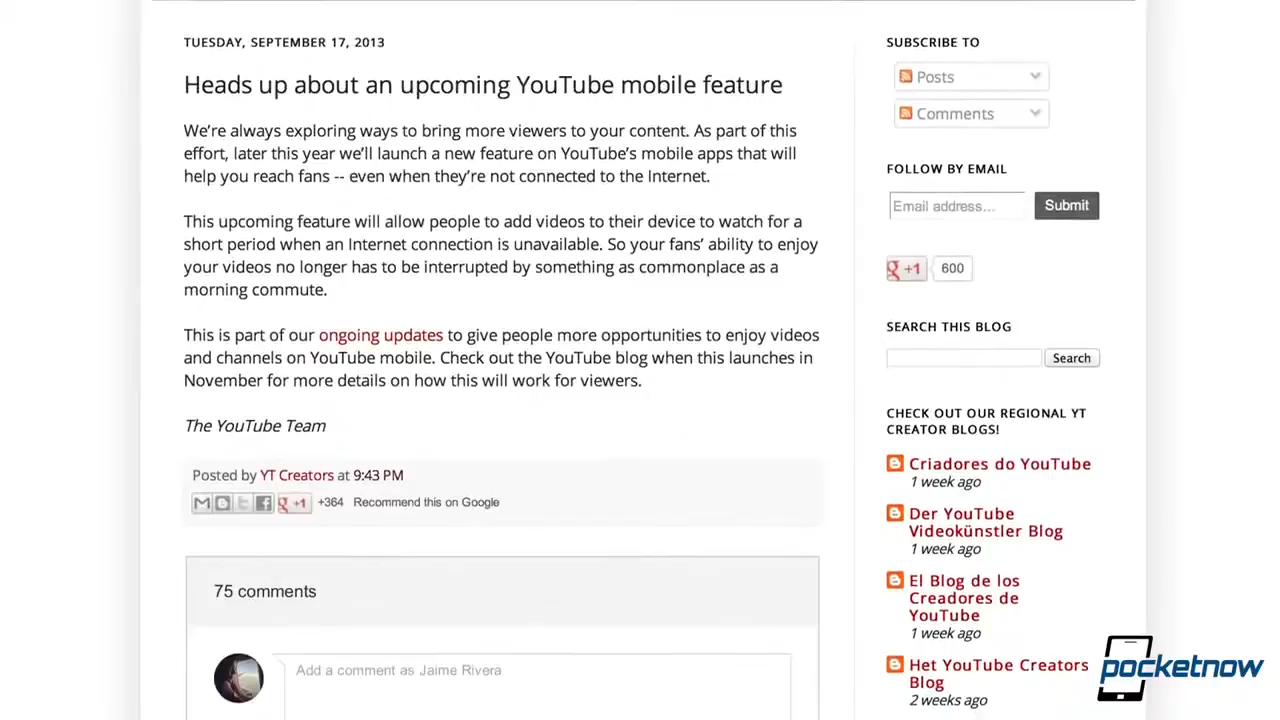 TUESDAY, SEPTEMBER 17, 2013
Heads up about an upcoming YouTube mobile feature
We’re always exploring ways to bring more viewers to your content. As part of this
effort, later this year we’ll launch a new feature on YouTube’s mobile apps that will
help you reach fans -- even when they’re not connected to the Internet.
This upcoming feature will allow people to add videos to their device to watch for a
short period when an Internet connection is unavailable. So your fans’ ability to enjoy
your videos no longer has to be interrupted by something as commonplace as a
morning commute.
This is part of our ongoing updates to give people more opportunities to enjoy videos
and channels on YouTube mobile. Check out the YouTube blog when this launches in
November for more details on how this will work for viewers.
The YouTube Team
Posted by YT Creators at 9:43 PM
g +1 +364 Recommend this on Google
75 comments
Add a comment as Jaime Rivera
SUBSCRIBE TO
Posts
Comments
FOLLOW BY EMAIL
Email address... Submit
g +1 600
SEARCH THIS BLOG
Search
CHECK OUT OUR REGIONAL YT
CREATOR BLOGS!
Criadores do YouTube
1 week ago
Der YouTube
Videokünstler Blog
1 week ago
El Blog de los
Creadores de
YouTube
1 week ago
Het YouTube Creators
Blog
2 weeks ago
pocketnow